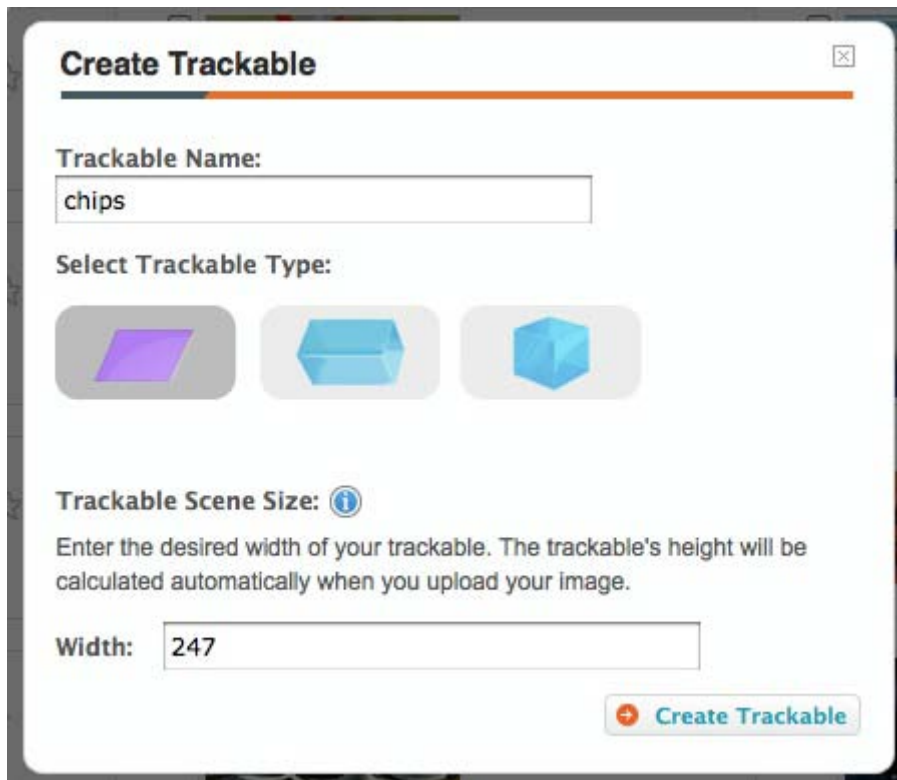 Create Trackable
Trackable Name:
chips
Select Trackable Type:
Trackable Scene Size:
Enter the desired width of your trackable. The trackable's height will be
calculated automatically when you upload your image.
Width: 247
Create Trackable